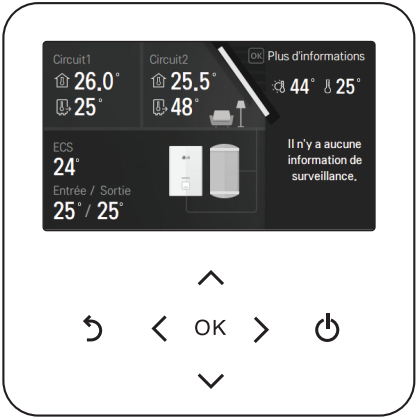 Circuit1
26.0°
25°
Circuit2
25.5°
48°
OK Plus d'informations
44° 25°
Il n'y a aucune
information de
surveillance.
ECS
24°
Entrée / Sortie
25° / 25°
LG
OK